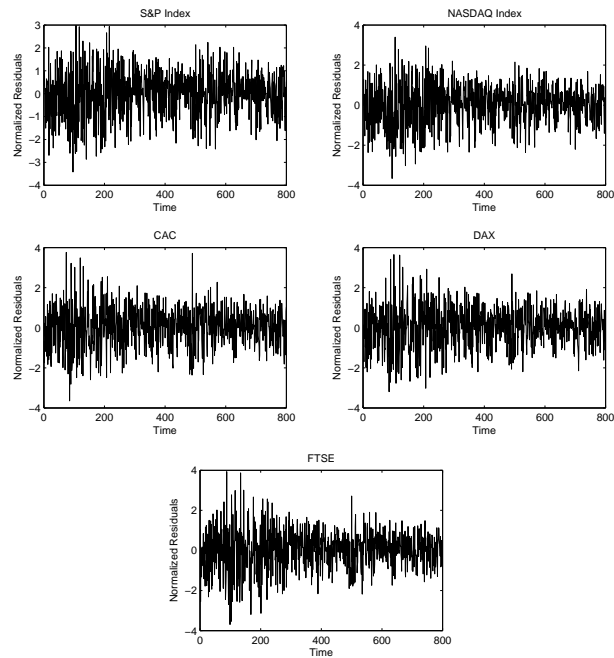 S&P Index
NASDAQ Index
3
2
1
0
−1
−2
−3
−4
Normalized Residuals
0 200 400 600 800
Time
4
2
0
−2
−4
Normalized Residuals
0 200 400 600 800
Time
CAC
DAX
4
2
0
−2
−4
Normalized Residuals
0 200 400 600 800
Time
4
2
0
−2
−4
Normalized Residuals
0 200 400 600 800
Time
FTSE
4
2
0
−2
−4
Normalized Residuals
0 200 400 600 800
Time